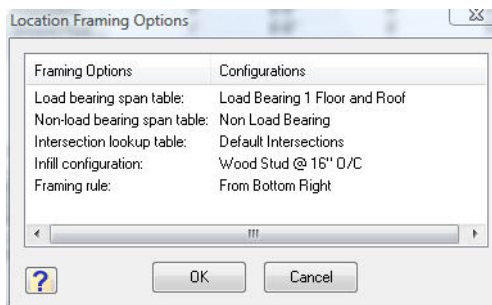 Location Framing Options
Framing Options Configurations
Load bearing span table: Load Bearing 1 Floor and Roof
Non-load bearing span table: Non Load Bearing
Intersection lookup table: Default Intersections
Infill configuration: Wood Stud @ 16" O/C
Framing rule: From Bottom Right
? OK Cancel